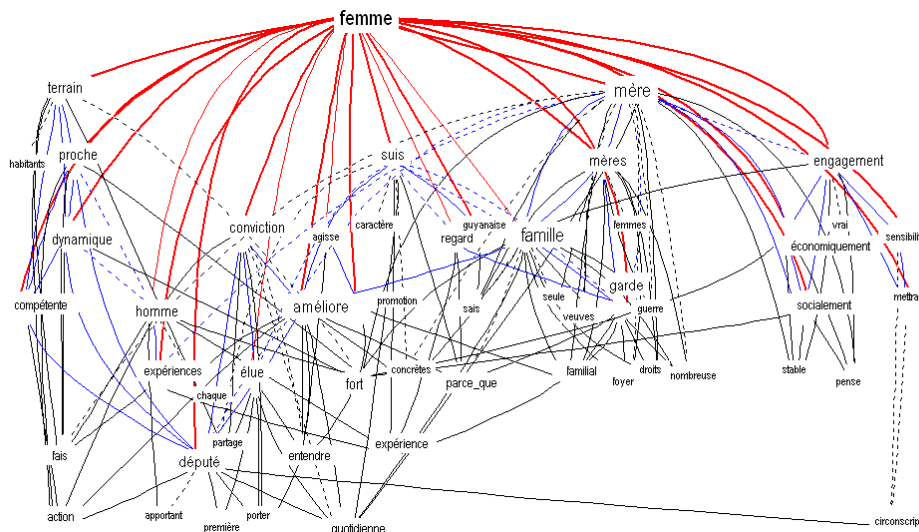 femme
terrain
mère
habitants
proche
suis
mères
engagement
dynamique
conviction
agisse
caractère
regard
guyanaise
famille
femmes
vrai
sensibili
économiquement
compétente
homme
améliore
promotion
sais
seule
veuves
garde
guerre
socialement
mettra
expériences
élue
chaque
fort
concrètes
parce_que
familial
foyer
droits
nombreuse
stable
pense
fais
partage
député
entendre
expérience
action
apportant
première
porter
quotidienne
circonscrip